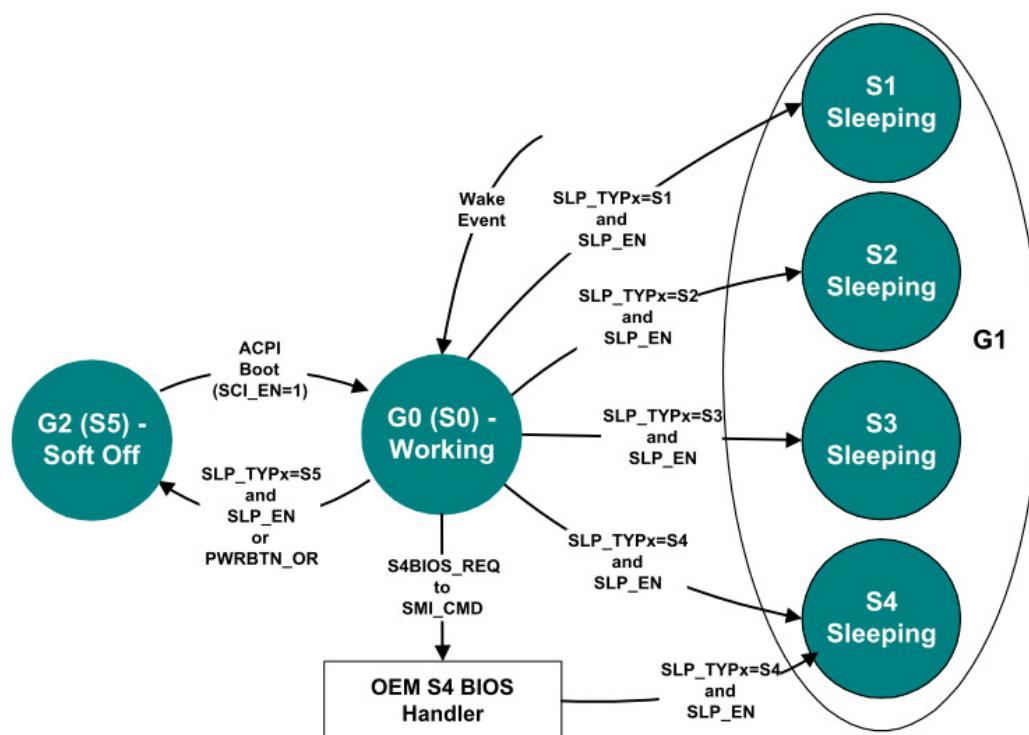 S1
Sleeping
Wake
Event
SLP_TYPx=S1
and
SLP_EN
S2
Sleeping
SLP_TYPx=S2
and
SLP_EN
G1
ACPI
Boot
(SCI_EN=1)
G2 (S5) -
Soft Off
G0 (S0) -
Working
SLP_TYPx=S3
and
SLP_EN
S3
Sleeping
SLP_TYPx=S5
and
SLP_EN
or
PWRBTN_OR
S4BIOS_REQ
to
SMI_CMD
SLP_TYPx=S4
and
SLP_EN
S4
Sleeping
OEM S4 BIOS
Handler
SLP_TYPx=S4
and
SLP_EN